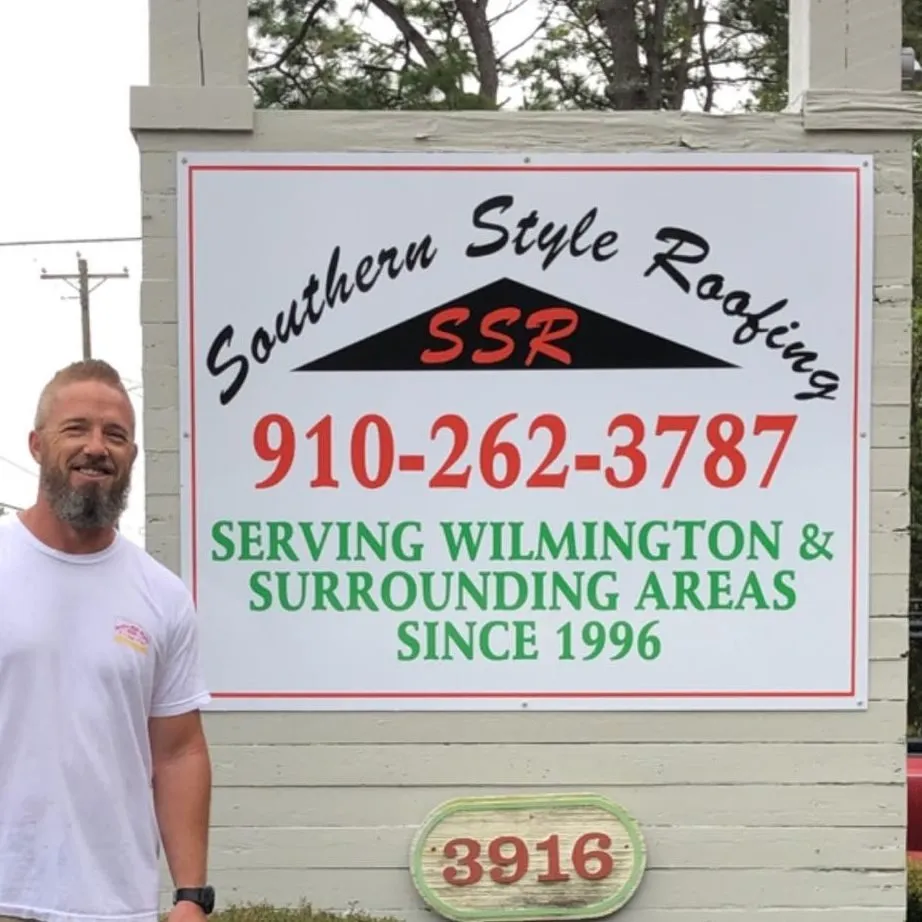 Southern Style Roofing
SSR
910-262-3787
SERVING WILMINGTON &
SURROUNDING AREAS
SINCE 1996
3916